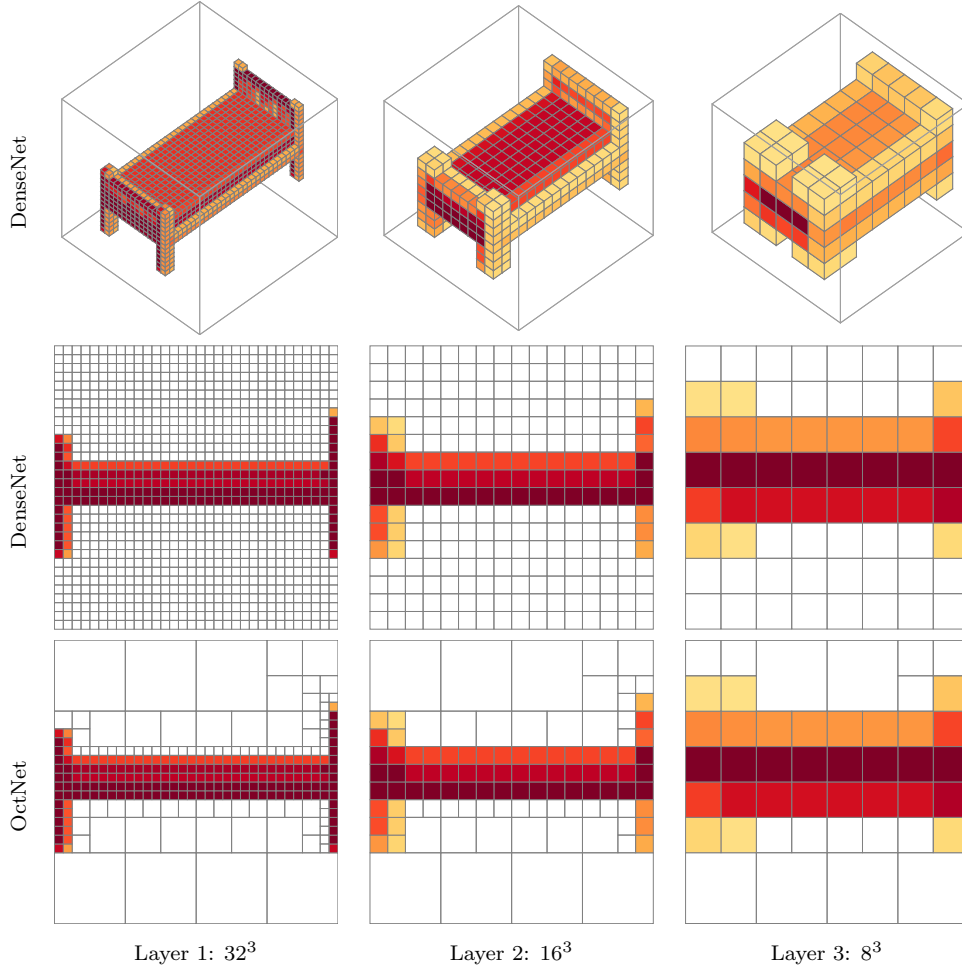 DenseNet
DenseNet
OctNet
Layer 1: 32³
Layer 2: 16³
Layer 3: 8³